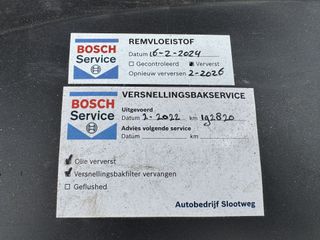 BOSCH
Service
REMVLOEISTOF
Datum 16-2-2024
Gecontroleerd Ververst
Opnieuw verversen 2-2026
BOSCH
Service
VERSNELLINGSBAKSERVICE
Uitgevoerd
Datum 2-2022 km 192820
Advies volgende service
Datum km
Olie ververst
Versnellingsbakfilter vervangen
Geflushed
Autobedrijf Slootweg